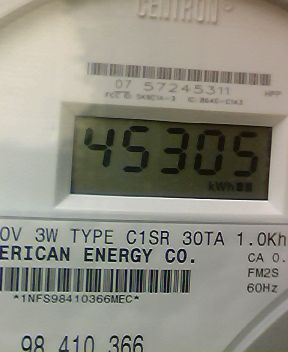 CENTRON®
07 57245311
HPP
45305
kWh
0V 3W TYPE C1SR 30TA 1.0Kh
ERICAN ENERGY CO.
CA 0.
FM2S
*1NFS98410366MEC*
60Hz
98 410 366